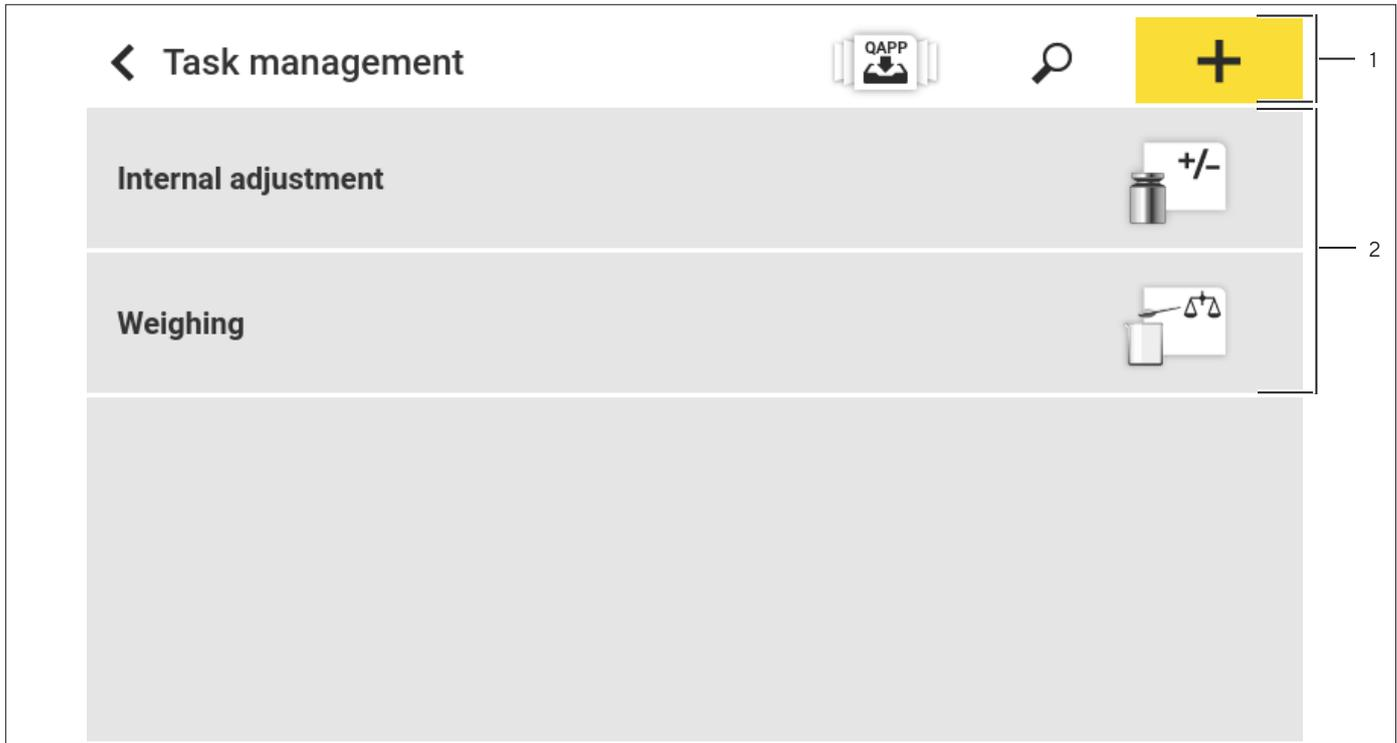 Task management
QAPP
1
Internal adjustment
+/−
2
Weighing